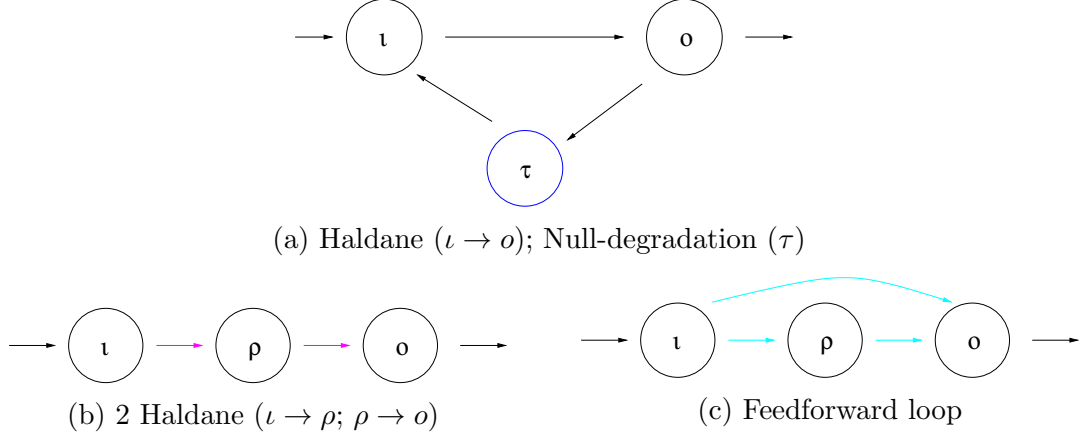 ι o
τ
(a) Haldane (ι → o); Null-degradation (τ)
ι ρ o
(b) 2 Haldane (ι → ρ; ρ → o)
ι ρ o
(c) Feedforward loop